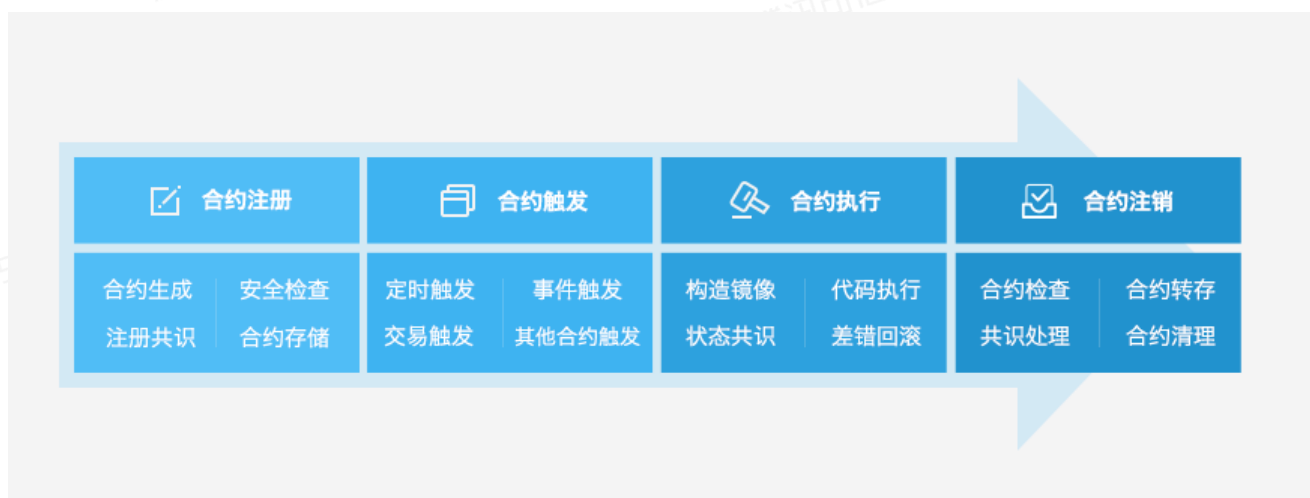 合约注册
合约触发
合约执行
合约注销
合约生成 安全检查
注册共识 合约存储
定时触发 事件触发
交易触发 其他合约触发
构造镜像 代码执行
状态共识 差错回滚
合约检查 合约转存
共识处理 合约清理